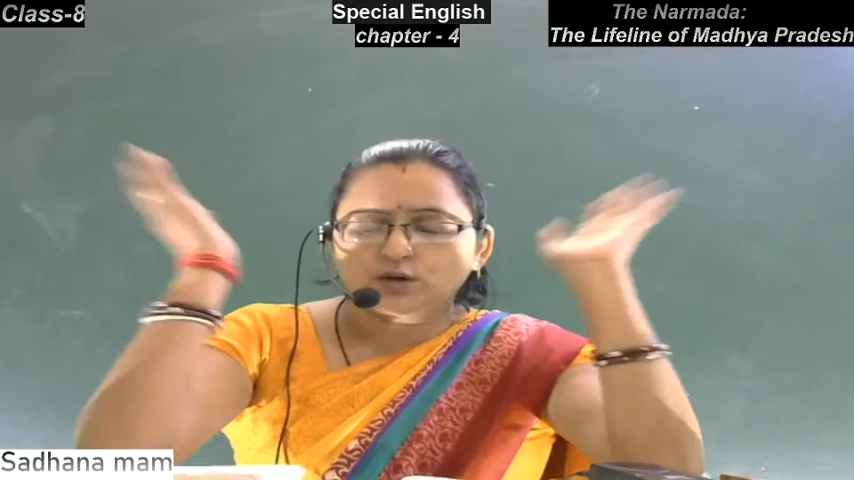 Class-8
Special English
chapter - 4
The Narmada:
The Lifeline of Madhya Pradesh
Sadhana mam